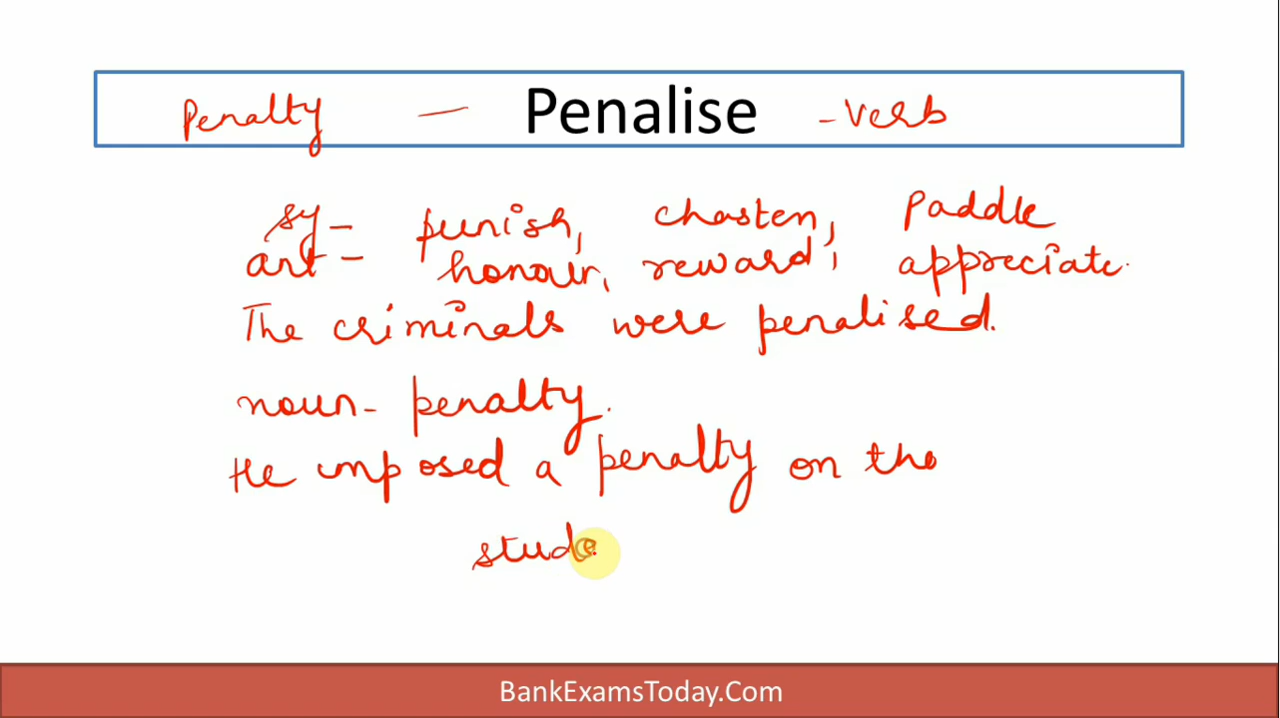 Penalty — Penalise - verb
sy - punish, chasten, Paddle
ant - honour, reward, appreciate.
The criminals were penalised.
noun - penalty.
He imposed a penalty on the
stude
BankExamsToday.Com